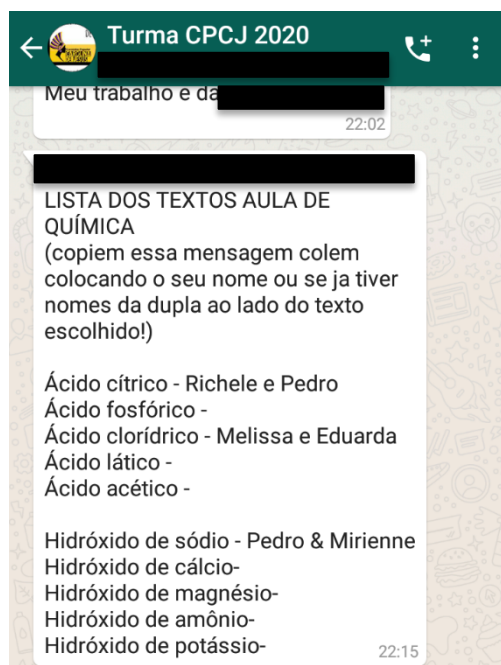 Turma CPCJ 2020
Meu trabalho e da
22:02
LISTA DOS TEXTOS AULA DE
QUÍMICA
(copiem essa mensagem colem
colocando o seu nome ou se ja tiver
nomes da dupla ao lado do texto
escolhido!)
Ácido cítrico - Richele e Pedro
Ácido fosfórico -
Ácido clorídrico - Melissa e Eduarda
Ácido lático -
Ácido acético -
Hidróxido de sódio - Pedro & Mirienne
Hidróxido de cálcio-
Hidróxido de magnésio-
Hidróxido de amônio-
Hidróxido de potássio-
22:15